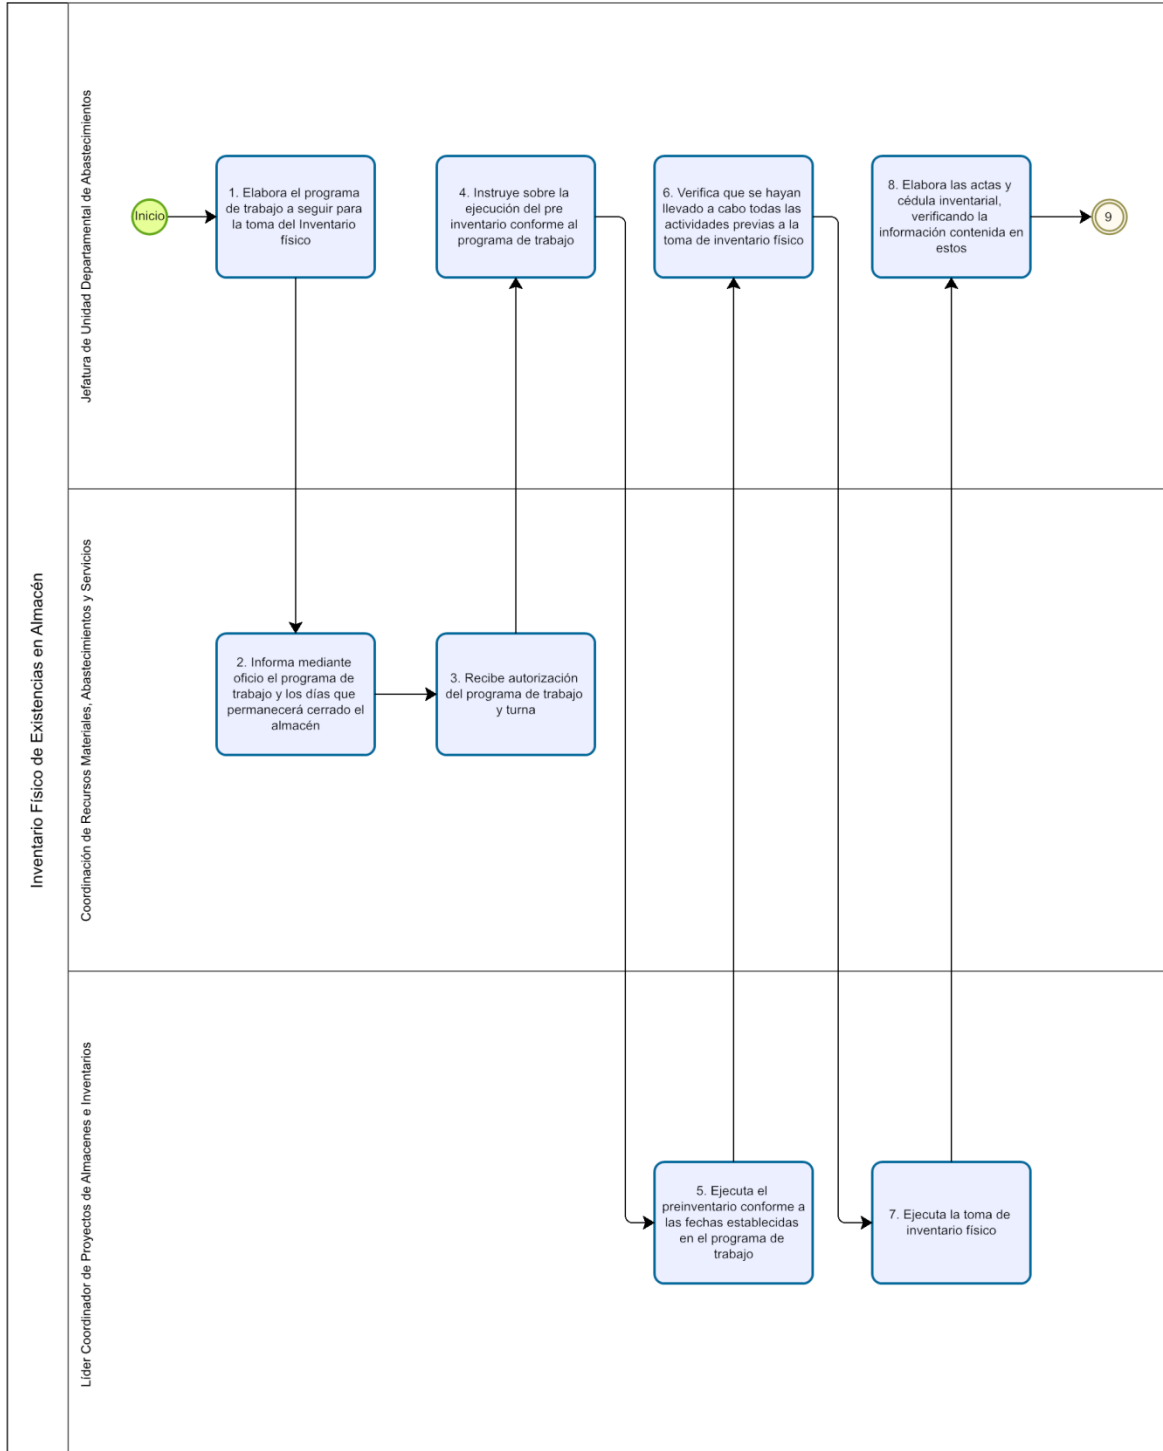 Inventario Físico de Existencias en Almacén
Jefatura de Unidad Departamental de Abastecimientos
Inicio
1. Elabora el programa
de trabajo a seguir para
la toma del Inventario
físico
4. Instruye sobre la
ejecución del pre
inventario conforme al
programa de trabajo
6. Verifica que se hayan
llevado a cabo todas las
actividades previas a la
toma de inventario físico
8. Elabora las actas y
cédula inventarial,
verificando la
información contenida en
estos
9
Coordinación de Recursos Materiales, Abastecimientos y Servicios
2. Informa mediante
oficio el programa de
trabajo y los días que
permanecerá cerrado el
almacén
3. Recibe autorización
del programa de trabajo
y turna
Líder Coordinador de Proyectos de Almacenes e Inventarios
5. Ejecuta el
preinventario conforme a
las fechas establecidas
en el programa de
trabajo
7. Ejecuta la toma de
inventario físico